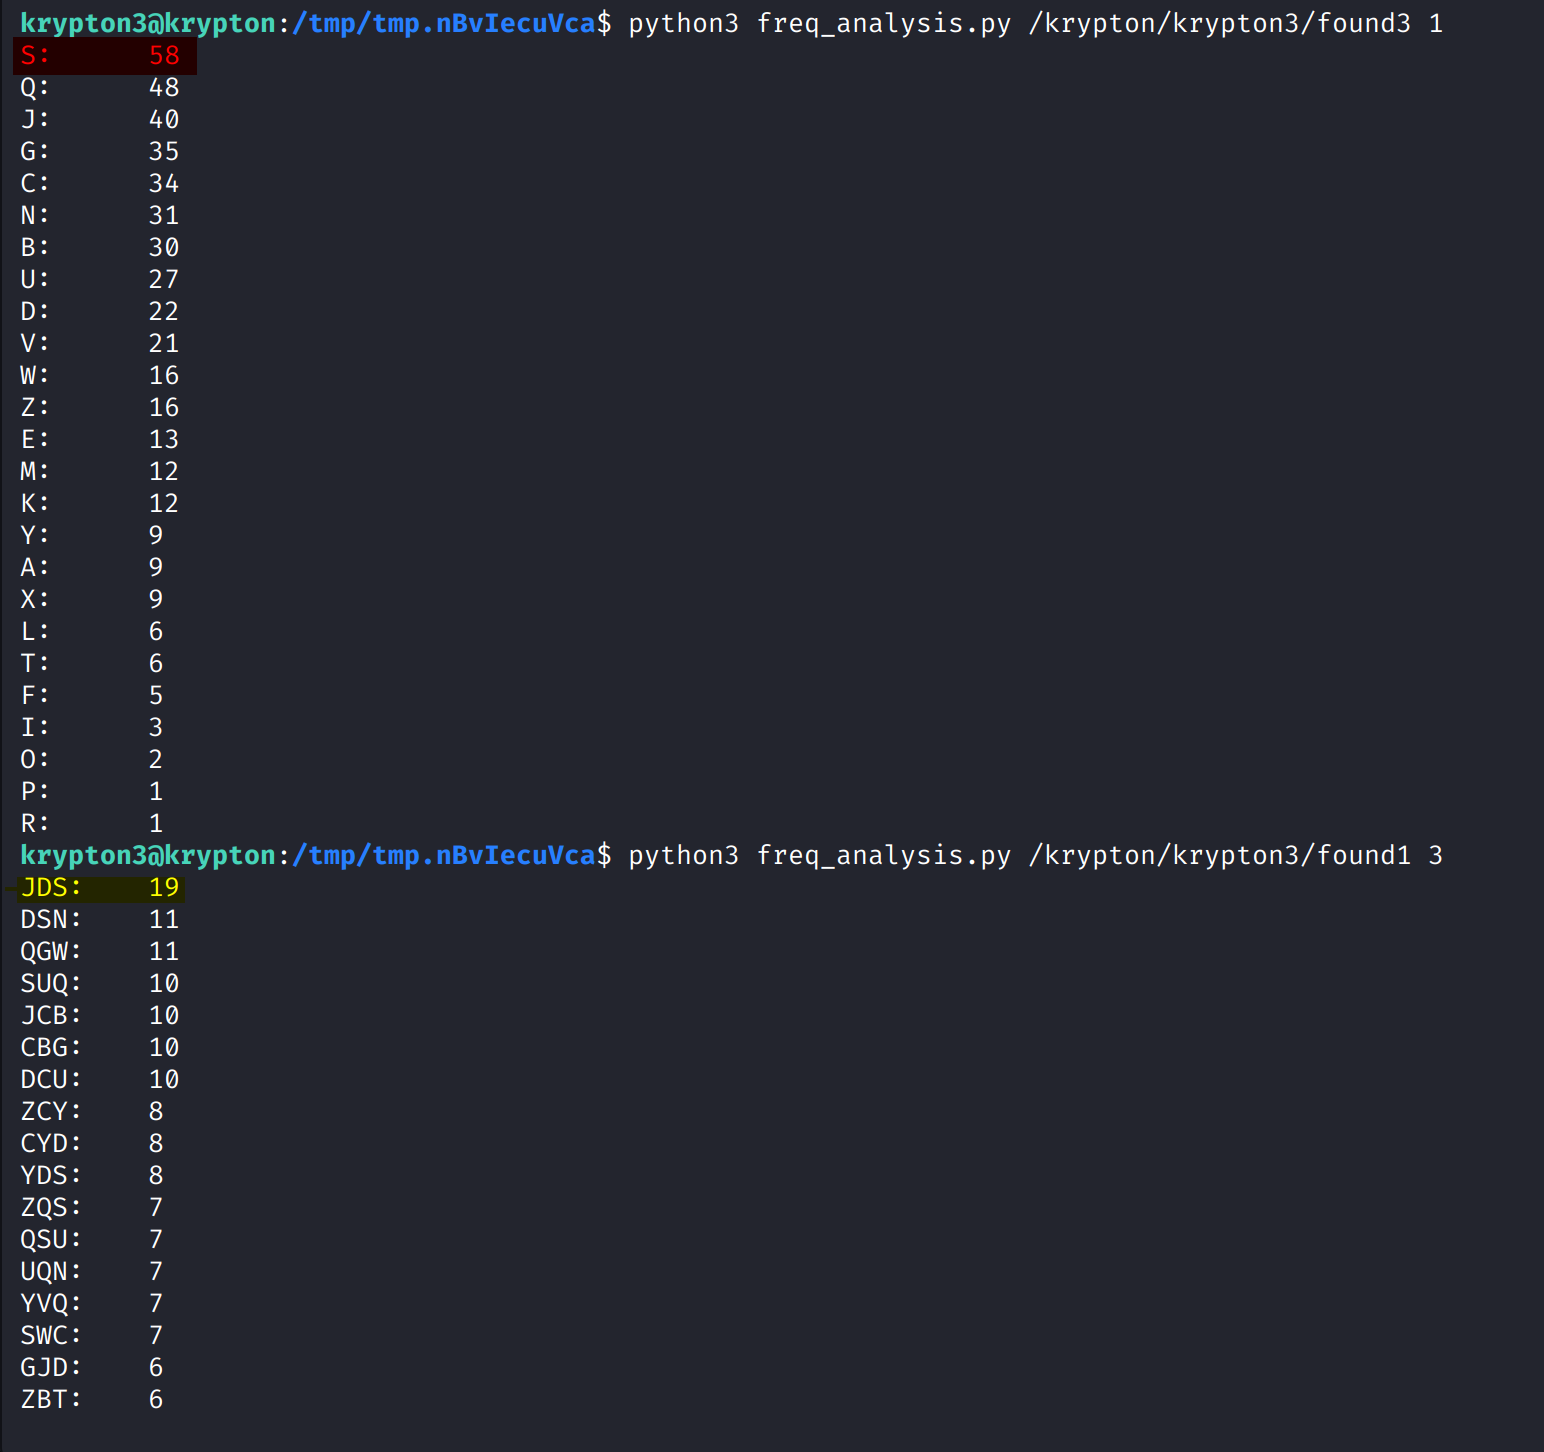 krypton3@krypton:/tmp/tmp.nBvIecuVca$ python3 freq_analysis.py /krypton/krypton3/found3 1
S: 58
Q: 48
J: 40
G: 35
C: 34
N: 31
B: 30
U: 27
D: 22
V: 21
W: 16
Z: 16
E: 13
M: 12
K: 12
Y: 9
A: 9
X: 9
L: 6
T: 6
F: 5
I: 3
O: 2
P: 1
R: 1
krypton3@krypton:/tmp/tmp.nBvIecuVca$ python3 freq_analysis.py /krypton/krypton3/found1 3
JDS: 19
DSN: 11
QGW: 11
SUQ: 10
JCB: 10
CBG: 10
DCU: 10
ZCY: 8
CYD: 8
YDS: 8
ZQS: 7
QSU: 7
UQN: 7
YVQ: 7
SWC: 7
GJD: 6
ZBT: 6